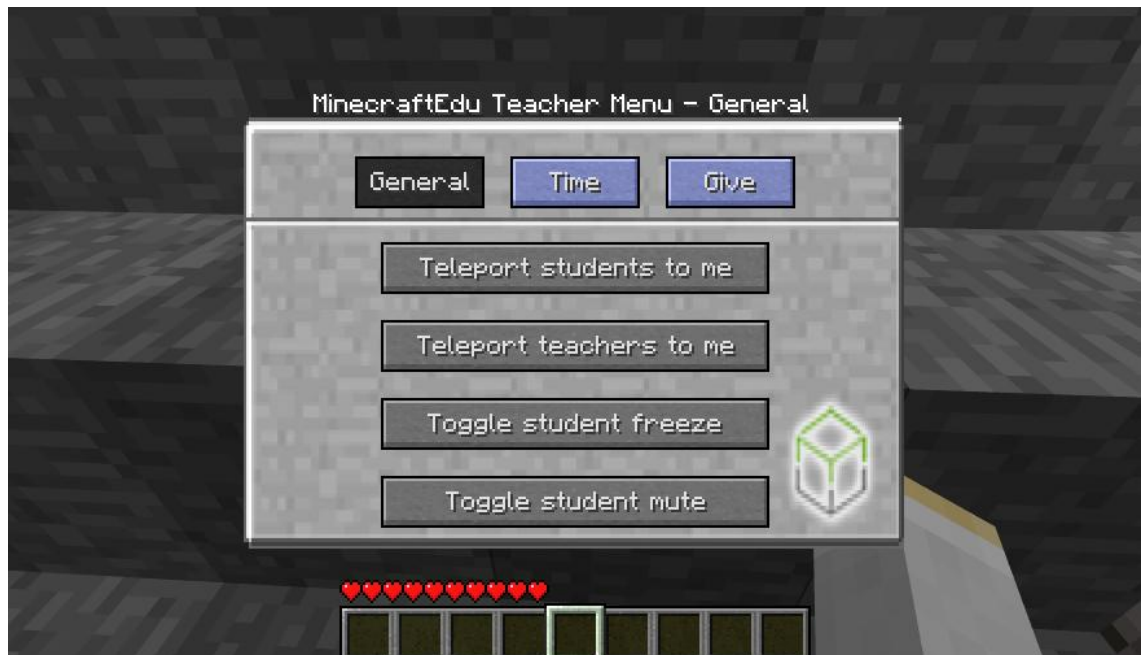 MinecraftEdu Teacher Menu - General
General Time Give
Teleport students to me
Teleport teachers to me
Toggle student freeze
Toggle student mute